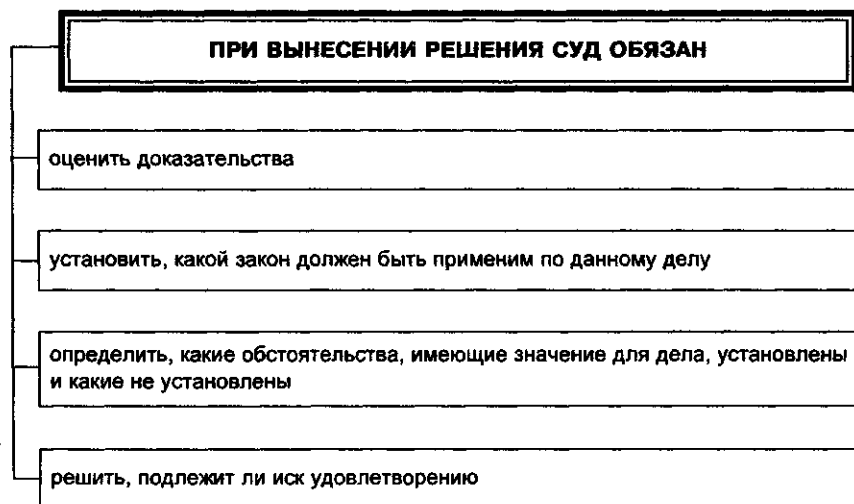 ПРИ ВЫНЕСЕНИИ РЕШЕНИЯ СУД ОБЯЗАН
оценить доказательства
установить, какой закон должен быть применим по данному делу
определить, какие обстоятельства, имеющие значение для дела, установлены
и какие не установлены
решить, подлежит ли иск удовлетворению